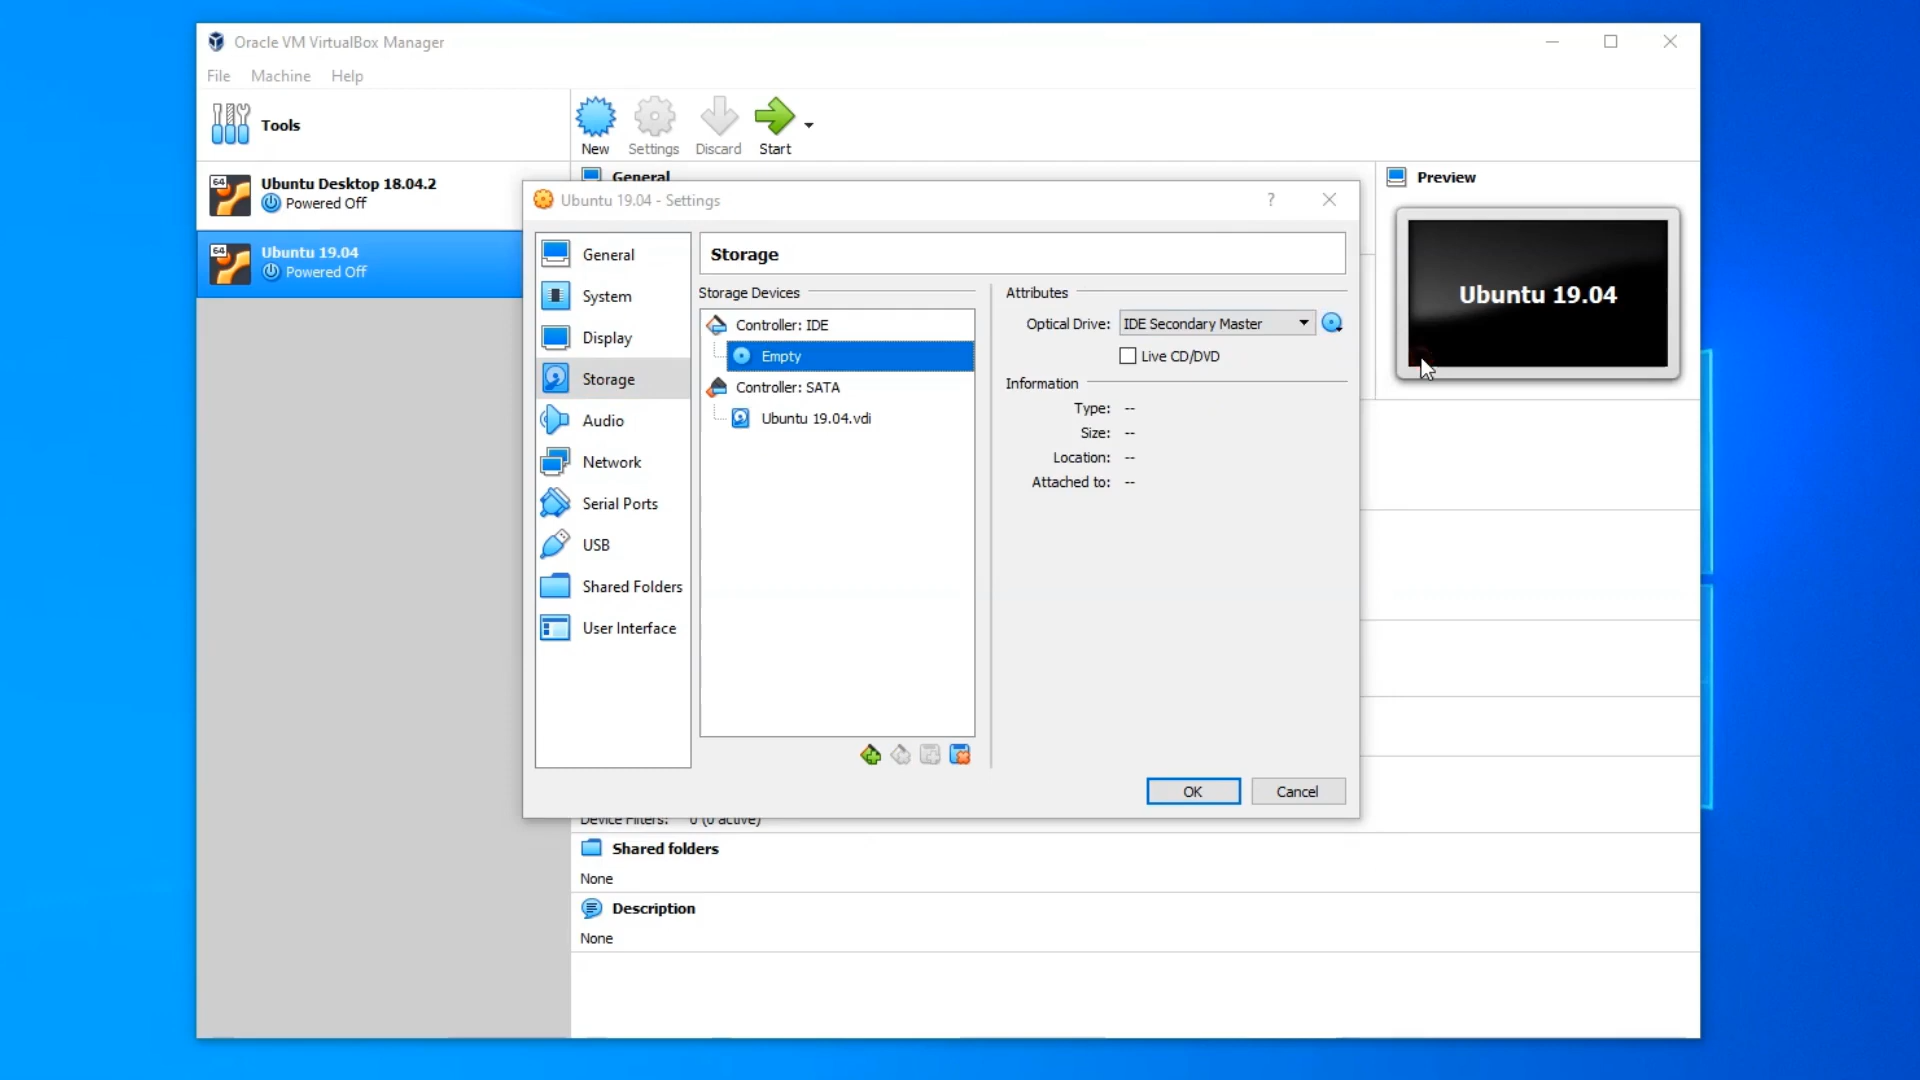 Oracle VM VirtualBox Manager
File Machine Help
Tools
New Settings Discard Start
64
Ubuntu Desktop 18.04.2
Powered Off
64
Ubuntu 19.04
Powered Off
General
Preview
Ubuntu 19.04
Ubuntu 19.04 - Settings
?
General
System
Display
Storage
Audio
Network
Serial Ports
USB
Shared Folders
User Interface
Storage
Storage Devices
Controller: IDE
Empty
Controller: SATA
Ubuntu 19.04.vdi
Attributes
Optical Drive: IDE Secondary Master
Live CD/DVD
Information
Type: --
Size: --
Location: --
Attached to: --
OK Cancel
Device Filters: 0 (0 active)
Shared folders
None
Description
None